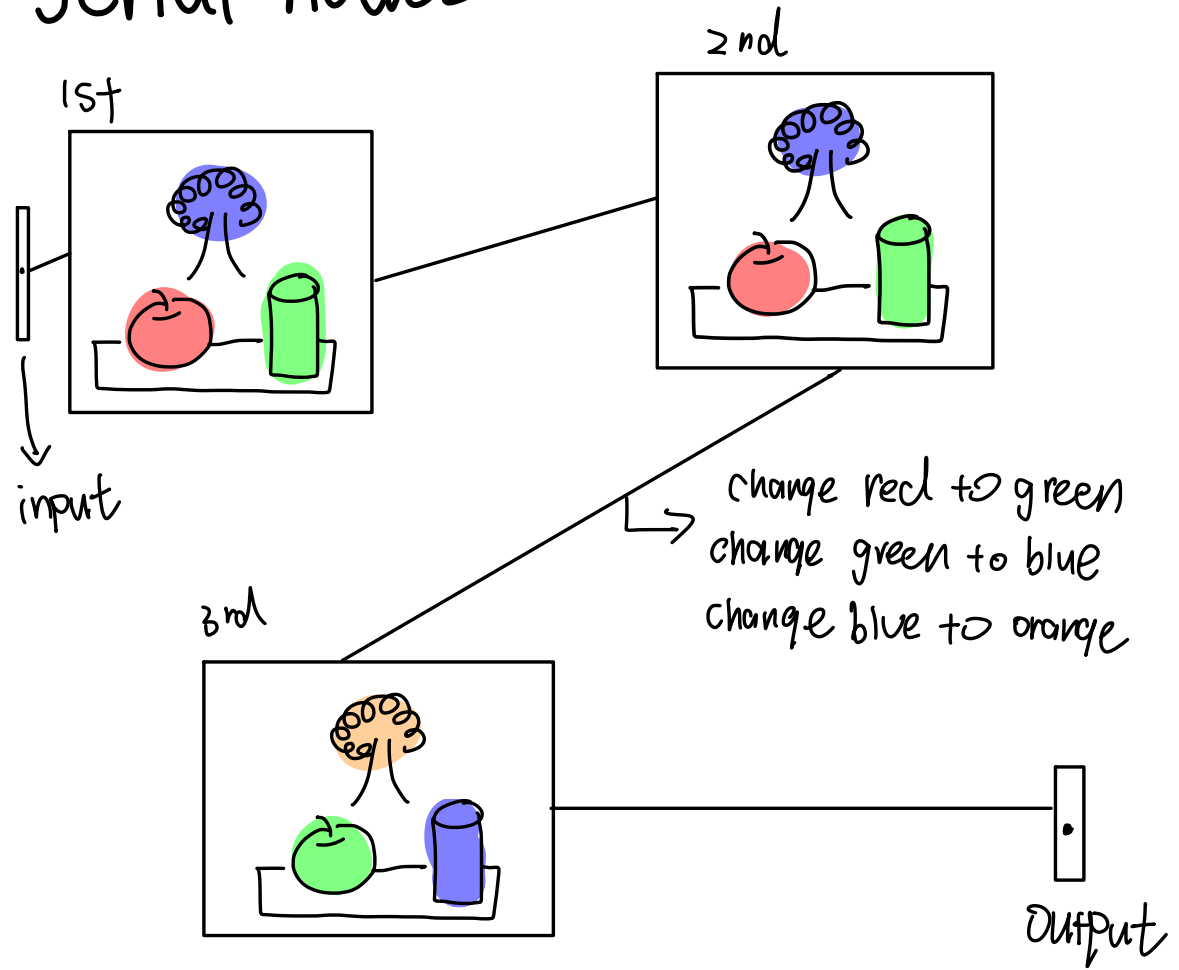 2nd
1st
input
change red to green
change green to blue
change blue to orange
3rd
output